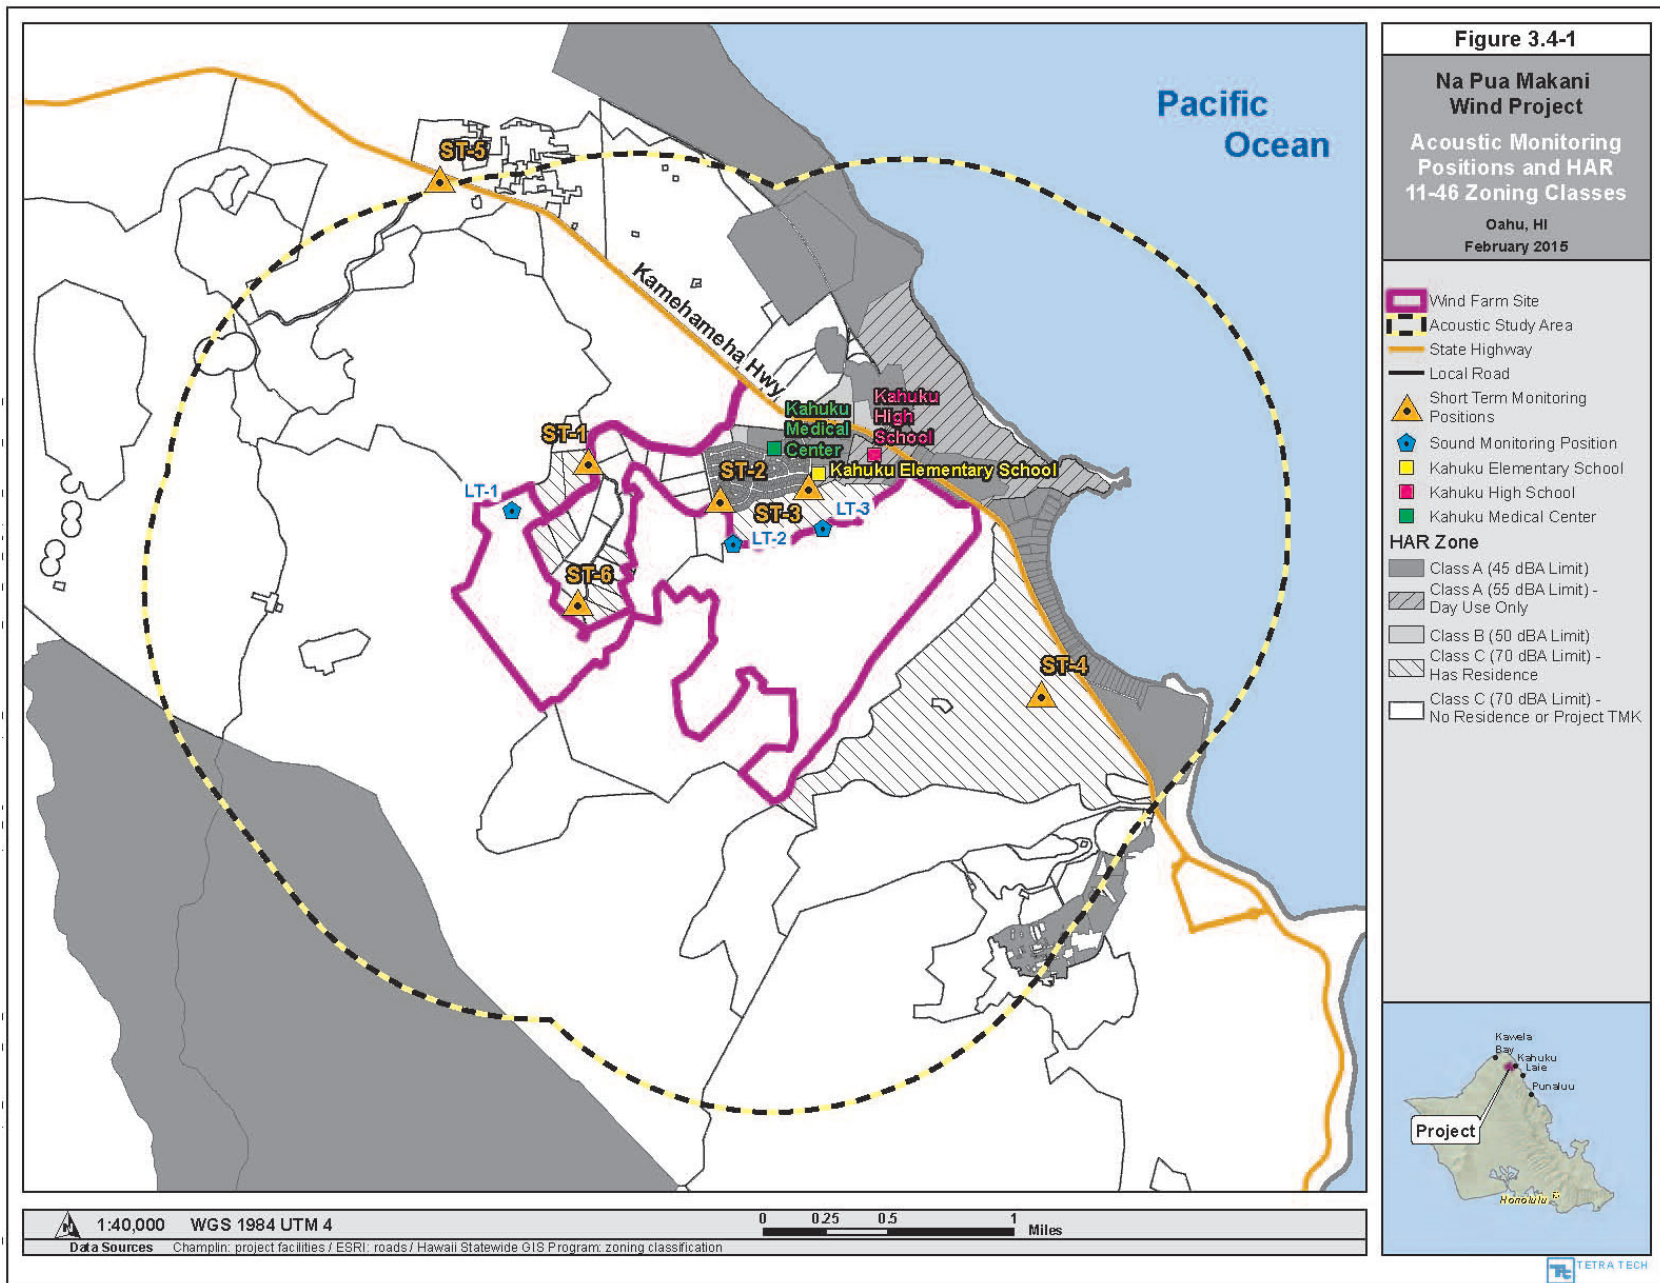 Figure 3.4-1
Na Pua Makani
Wind Project
Acoustic Monitoring
Positions and HAR
11-46 Zoning Classes
Oahu, HI
February 2015
Wind Farm Site
Acoustic Study Area
State Highway
Local Road
Short Term Monitoring
Positions
Sound Monitoring Position
Kahuku Elementary School
Kahuku High School
Kahuku Medical Center
HAR Zone
Class A (45 dBA Limit)
Class A (55 dBA Limit) -
Day Use Only
Class B (50 dBA Limit)
Class C (70 dBA Limit) -
Has Residence
Class C (70 dBA Limit) -
No Residence or Project TMK
Pacific
Ocean
ST-5
Kamehameha Hwy
Kahuku
Medical
Center
Kahuku
High
School
ST-1
ST-2
Kahuku Elementary School
LT-1
ST-3
LT-3
LT-2
ST-6
ST-4
Kawela
Bay
Kahuku
Laie
Punaluu
Project
Honolulu
N
1:40,000 WGS 1984 UTM 4
0 0.25 0.5 1
Miles
Data Sources Champlin: project facilities / ESRI: roads / Hawaii Statewide GIS Program: zoning classification
TETRA TECH